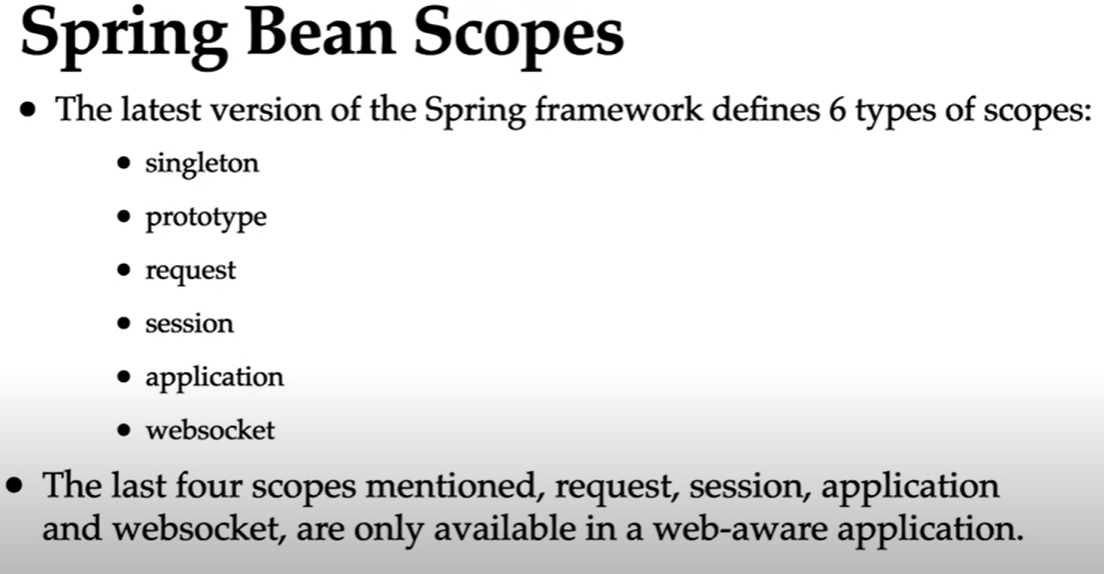 Spring Bean Scopes
• The latest version of the Spring framework defines 6 types of scopes:
• singleton
• prototype
• request
• session
• application
• websocket
• The last four scopes mentioned, request, session, application
and websocket, are only available in a web-aware application.